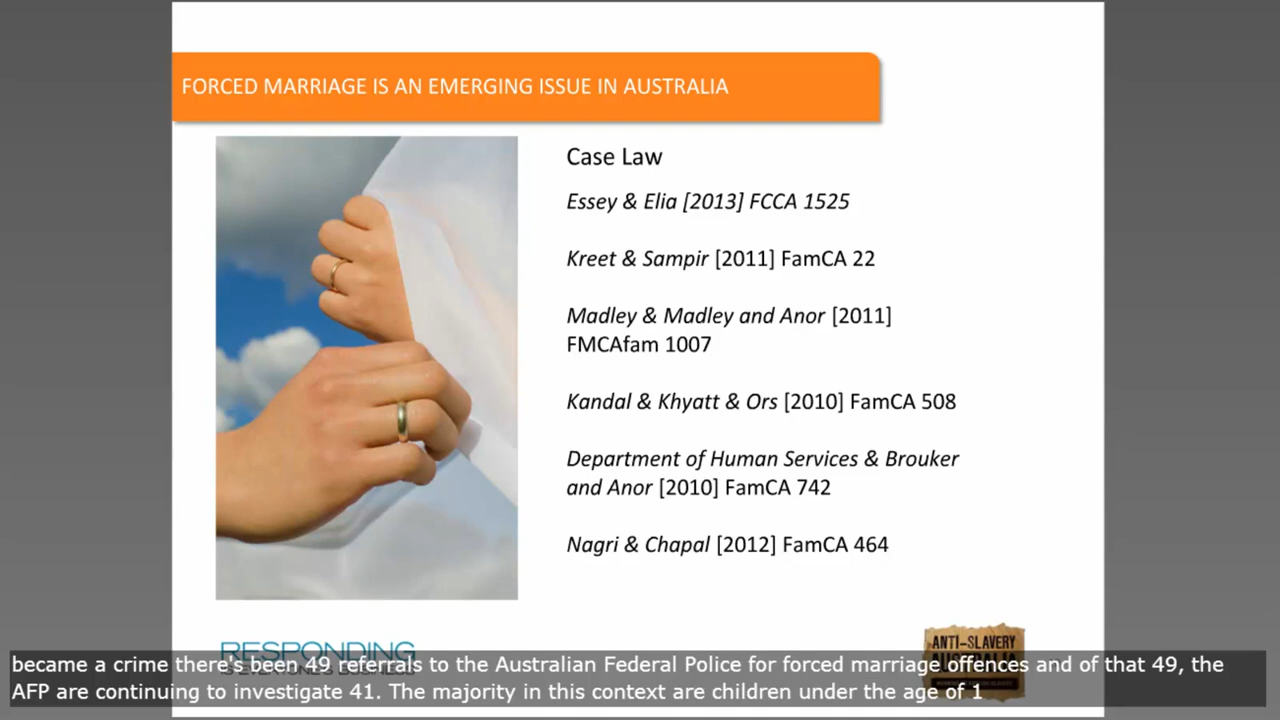 FORCED MARRIAGE IS AN EMERGING ISSUE IN AUSTRALIA
Case Law
Essey & Elia [2013] FCCA 1525
Kreet & Sampir [2011] FamCA 22
Madley & Madley and Anor [2011]
FMCAfam 1007
Kandal & Khyatt & Ors [2010] FamCA 508
Department of Human Services & Brouker
and Anor [2010] FamCA 742
Nagri & Chapal [2012] FamCA 464
RESPONDING
IS EVERYONE'S BUSINESS
ANTI-SLAVERY
AUSTRALIA
became a crime there's been 49 referrals to the Australian Federal Police for forced marriage offences and of that 49, the
AFP are continuing to investigate 41. The majority in this context are children under the age of 1